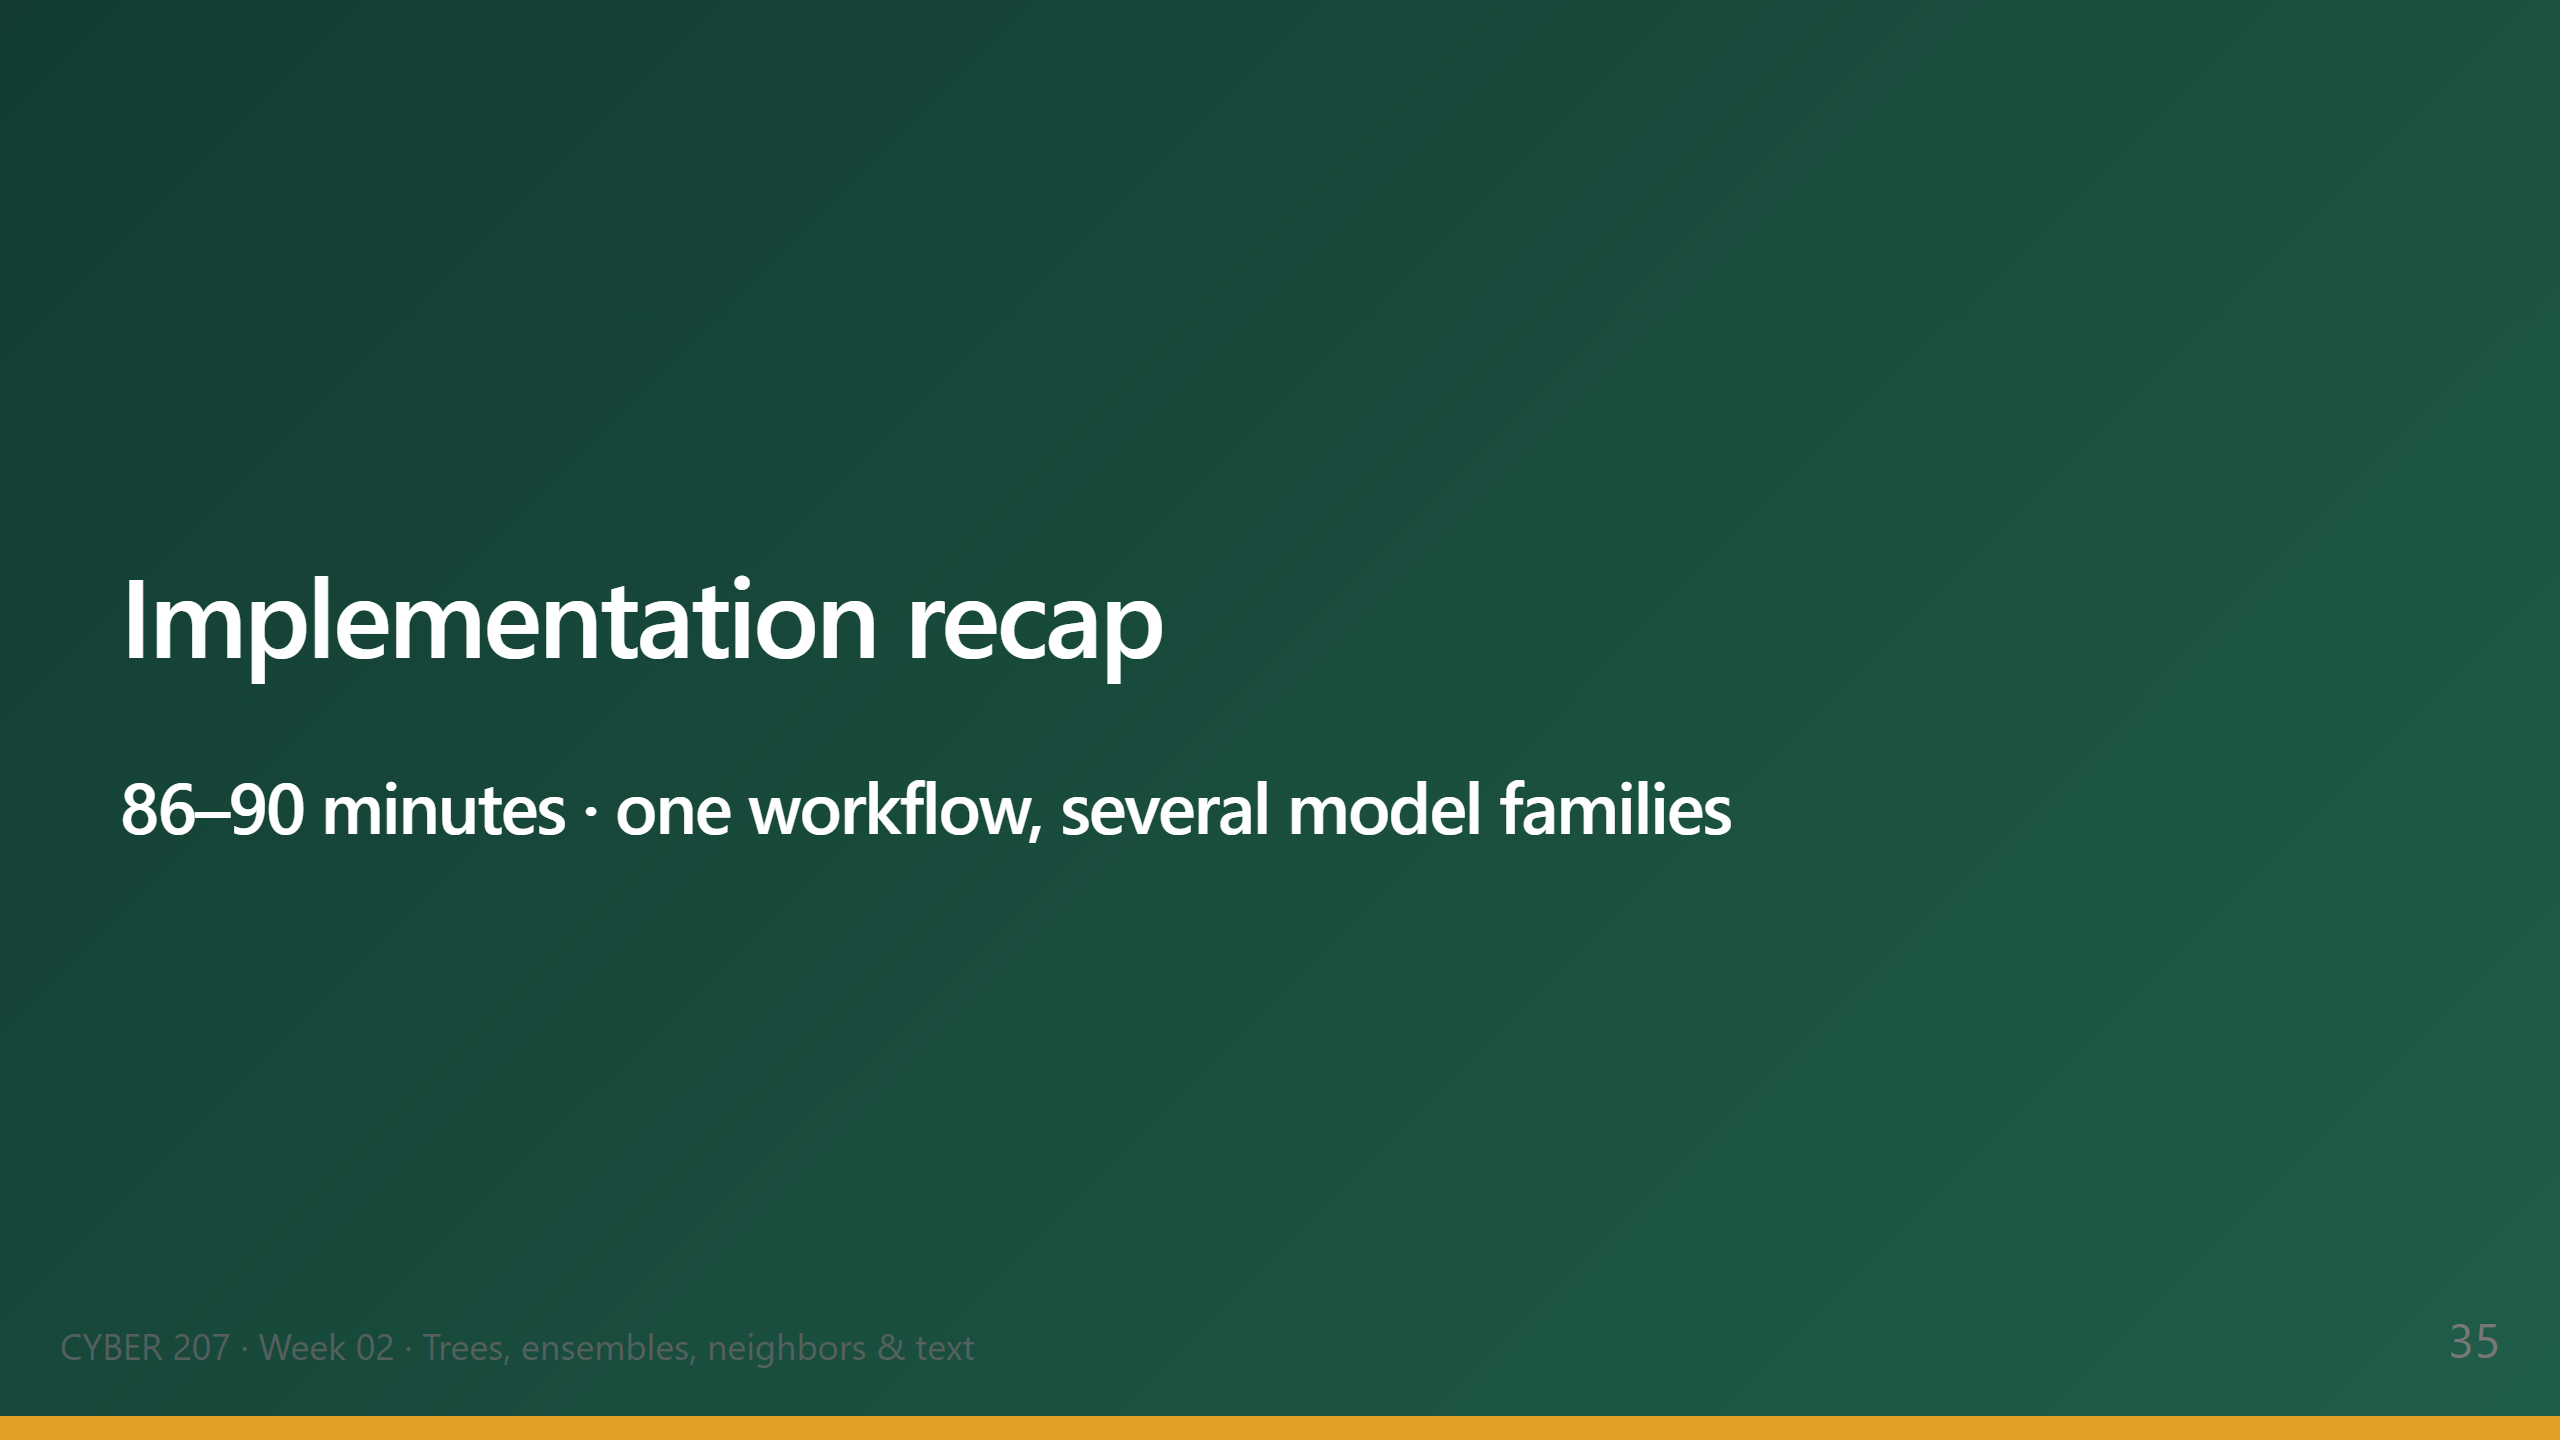 Implementation recap
86–90 minutes · one workflow, several model families
CYBER 207 · Week 02 · Trees, ensembles, neighbors & text
35